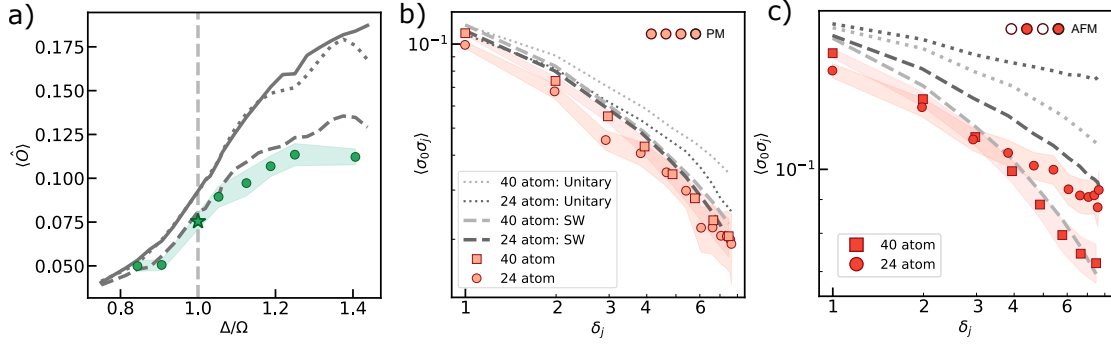 a)
0.175
0.150
0.125
0.100
0.075
0.050
⟨Ô⟩
0.8 1.0 1.2 1.4
Δ/Ω
b)
PM
10⁻¹
⟨σ₀σⱼ⟩
40 atom: Unitary
24 atom: Unitary
40 atom: SW
24 atom: SW
40 atom
24 atom
1 2 3 4 6
δⱼ
c)
AFM
10⁻¹
⟨σ₀σⱼ⟩
40 atom
24 atom
1 2 3 4 6
δⱼ